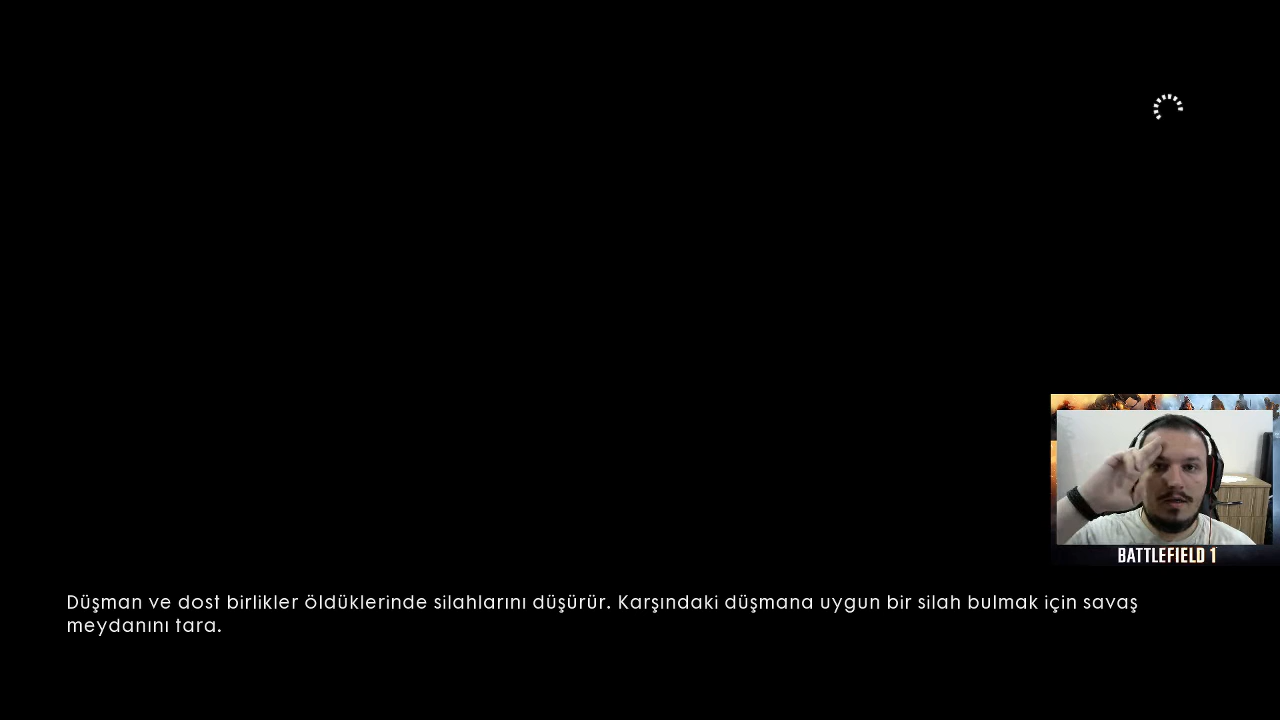 BATTLEFIELD 1
Düşman ve dost birlikler öldüklerinde silahlarını düşürür. Karşındaki düşmana uygun bir silah bulmak için savaş
meydanını tara.